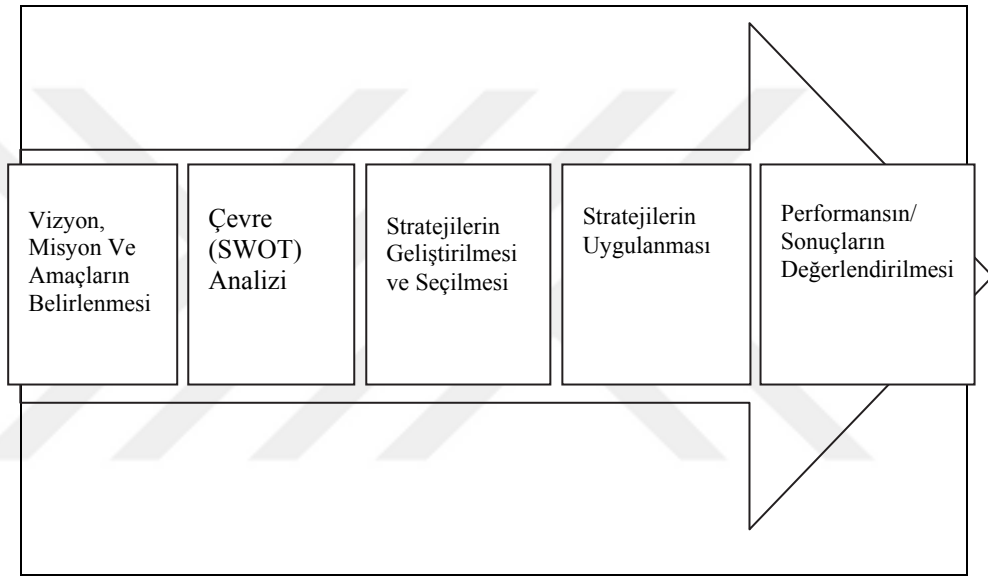 Vizyon,
Misyon Ve
Amaçların
Belirlenmesi
Çevre
(SWOT)
Analizi
Stratejilerin
Geliştirilmesi
ve Seçilmesi
Stratejilerin
Uygulanması
Performansın/
Sonuçların
Değerlendirilmesi